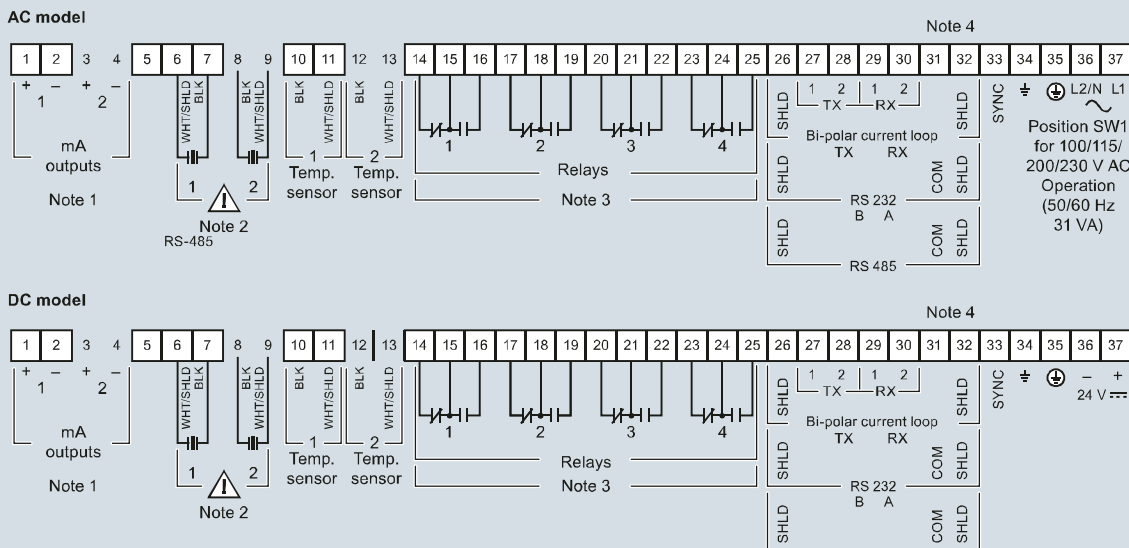 AC model
Note 4
1 2 3 4 5 6 7 8 9 10 11 12 13 14 15 16 17 18 19 20 21 22 23 24 25 26 27 28 29 30 31 32 33 34 35 36 37
+ – + –
1 2
mA
outputs
Note 1
WHT/SHLD
BLK
BLK
WHT/SHLD
1 2
Note 2
RS-485
BLK
WHT/SHLD
1
Temp.
sensor
BLK
WHT/SHLD
2
Temp.
sensor
1 2 3 4
Relays
Note 3
SHLD
1 2 1 2
TX RX
SHLD
Bi-polar current loop
TX RX
SHLD
COM
SHLD
RS 232
B A
SHLD
COM
SHLD
RS 485
SYNC
L2/N L1
Position SW1
for 100/115/
200/230 V AC
Operation
(50/60 Hz
31 VA)
DC model
Note 4
1 2 3 4 5 6 7 8 9 10 11 12 13 14 15 16 17 18 19 20 21 22 23 24 25 26 27 28 29 30 31 32 33 34 35 36 37
+ – + –
1 2
mA
outputs
Note 1
WHT/SHLD
BLK
BLK
WHT/SHLD
1 2
Note 2
BLK
WHT/SHLD
1
Temp.
sensor
BLK
WHT/SHLD
2
Temp.
sensor
1 2 3 4
Relays
Note 3
SHLD
1 2 1 2
TX RX
SHLD
Bi-polar current loop
TX RX
SHLD
COM
SHLD
RS 232
B A
SHLD
COM
SHLD
SYNC
– +
24 V